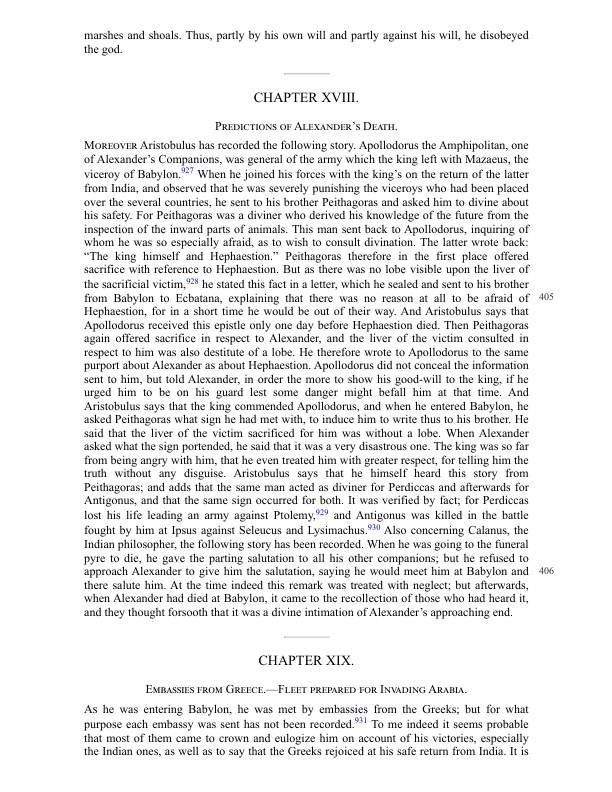 marshes and shoals. Thus, partly by his own will and partly against his will, he disobeyed
the god.
CHAPTER XVIII.
Predictions of Alexander's Death.
Moreover Aristobulus has recorded the following story. Apollodorus the Amphipolitan, one
of Alexander's Companions, was general of the army which the king left with Mazaeus, the
viceroy of Babylon.927 When he joined his forces with the king's on the return of the latter
from India, and observed that he was severely punishing the viceroys who had been placed
over the several countries, he sent to his brother Peithagoras and asked him to divine about
his safety. For Peithagoras was a diviner who derived his knowledge of the future from the
inspection of the inward parts of animals. This man sent back to Apollodorus, inquiring of
whom he was so especially afraid, as to wish to consult divination. The latter wrote back:
“The king himself and Hephaestion.” Peithagoras therefore in the first place offered
sacrifice with reference to Hephaestion. But as there was no lobe visible upon the liver of
the sacrificial victim,928 he stated this fact in a letter, which he sealed and sent to his brother
from Babylon to Ecbatana, explaining that there was no reason at all to be afraid of 405
Hephaestion, for in a short time he would be out of their way. And Aristobulus says that
Apollodorus received this epistle only one day before Hephaestion died. Then Peithagoras
again offered sacrifice in respect to Alexander, and the liver of the victim consulted in
respect to him was also destitute of a lobe. He therefore wrote to Apollodorus to the same
purport about Alexander as about Hephaestion. Apollodorus did not conceal the information
sent to him, but told Alexander, in order the more to show his good-will to the king, if he
urged him to be on his guard lest some danger might befall him at that time. And
Aristobulus says that the king commended Apollodorus, and when he entered Babylon, he
asked Peithagoras what sign he had met with, to induce him to write thus to his brother. He
said that the liver of the victim sacrificed for him was without a lobe. When Alexander
asked what the sign portended, he said that it was a very disastrous one. The king was so far
from being angry with him, that he even treated him with greater respect, for telling him the
truth without any disguise. Aristobulus says that he himself heard this story from
Peithagoras; and adds that the same man acted as diviner for Perdiccas and afterwards for
Antigonus, and that the same sign occurred for both. It was verified by fact; for Perdiccas
lost his life leading an army against Ptolemy,929 and Antigonus was killed in the battle
fought by him at Ipsus against Seleucus and Lysimachus.930 Also concerning Calanus, the
Indian philosopher, the following story has been recorded. When he was going to the funeral
pyre to die, he gave the parting salutation to all his other companions; but he refused to
approach Alexander to give him the salutation, saying he would meet him at Babylon and 406
there salute him. At the time indeed this remark was treated with neglect; but afterwards,
when Alexander had died at Babylon, it came to the recollection of those who had heard it,
and they thought forsooth that it was a divine intimation of Alexander's approaching end.
CHAPTER XIX.
Embassies from Greece.—Fleet prepared for Invading Arabia.
As he was entering Babylon, he was met by embassies from the Greeks; but for what
purpose each embassy was sent has not been recorded.931 To me indeed it seems probable
that most of them came to crown and eulogize him on account of his victories, especially
the Indian ones, as well as to say that the Greeks rejoiced at his safe return from India. It is